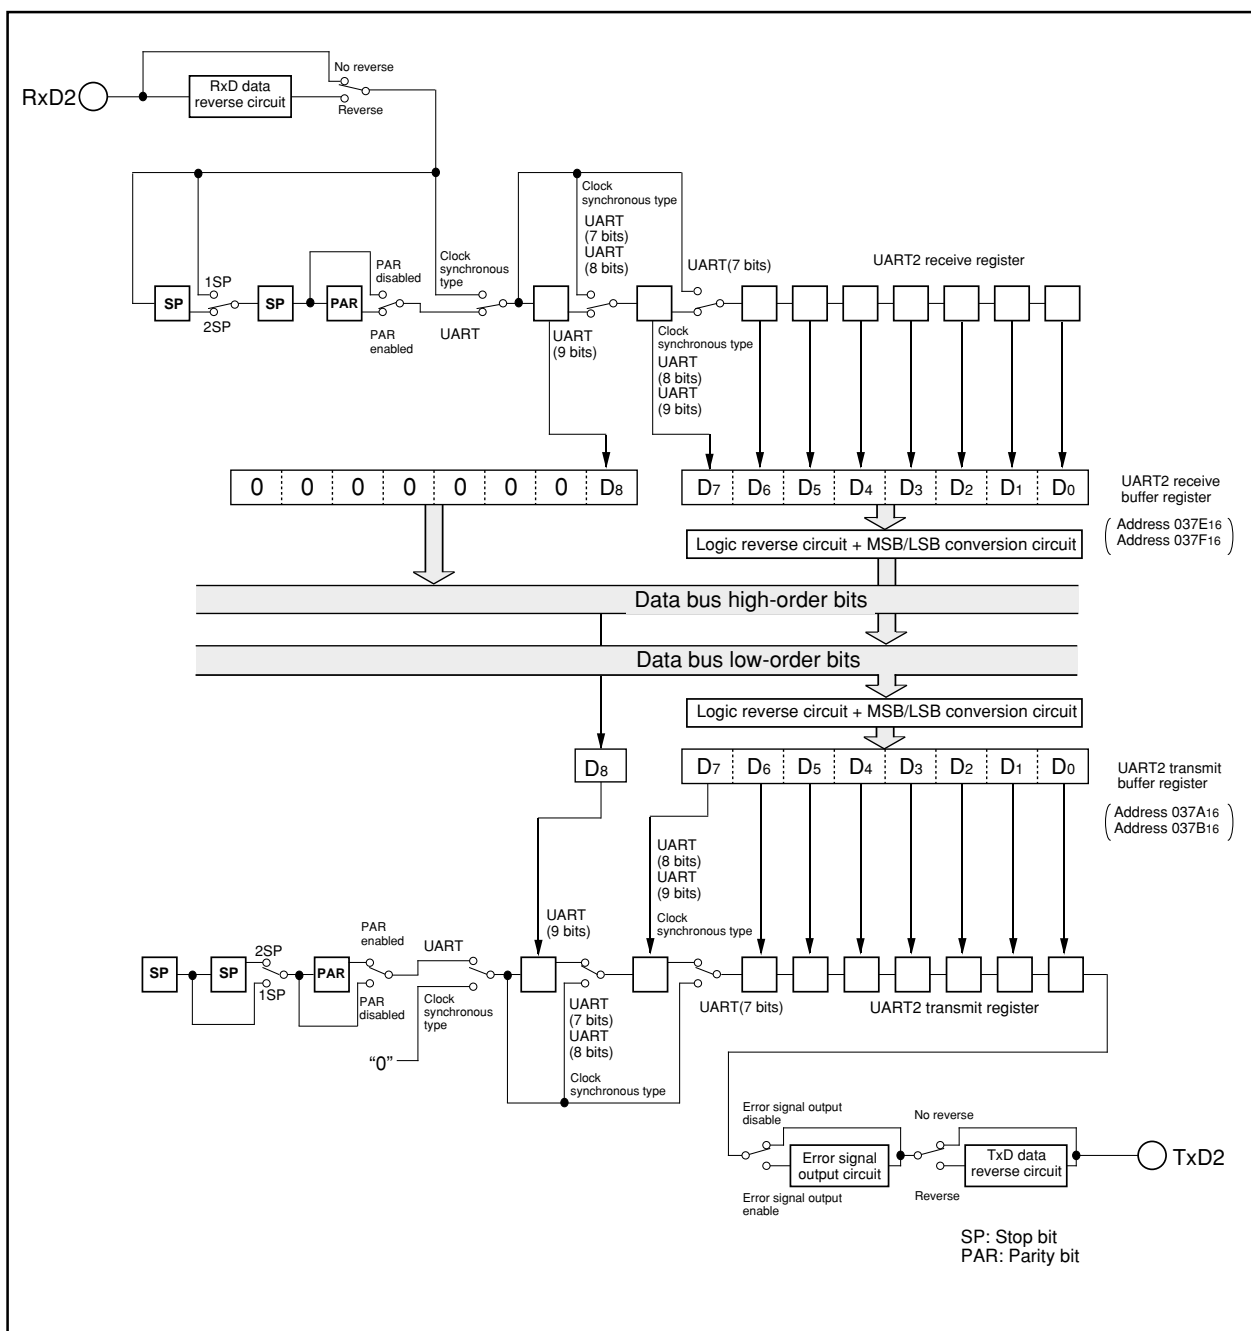 No reverse
RxD2
RxD data
reverse circuit
Reverse
Clock
synchronous type
UART
(7 bits)
UART
(8 bits)
UART(7 bits)
UART2 receive register
1SP
PAR
disabled
Clock
synchronous
type
SP
SP
PAR
2SP
PAR
enabled
UART
UART
(9 bits)
Clock
synchronous type
UART
(8 bits)
UART
(9 bits)
0 0 0 0 0 0 0 D8
D7 D6 D5 D4 D3 D2 D1 D0
UART2 receive
buffer register
Address 037E16
Address 037F16
Logic reverse circuit + MSB/LSB conversion circuit
Data bus high-order bits
Data bus low-order bits
Logic reverse circuit + MSB/LSB conversion circuit
D8
D7 D6 D5 D4 D3 D2 D1 D0
UART2 transmit
buffer register
Address 037A16
Address 037B16
UART
(8 bits)
UART
(9 bits)
Clock
synchronous type
UART
(9 bits)
PAR
enabled
2SP
UART
SP
SP
PAR
1SP
PAR
disabled
Clock
synchronous
type
"0"
UART
(7 bits)
UART
(8 bits)
Clock
synchronous type
UART(7 bits)
UART2 transmit register
Error signal output
disable
No reverse
Error signal
output circuit
TxD data
reverse circuit
TxD2
Error signal output
enable
Reverse
SP: Stop bit
PAR: Parity bit